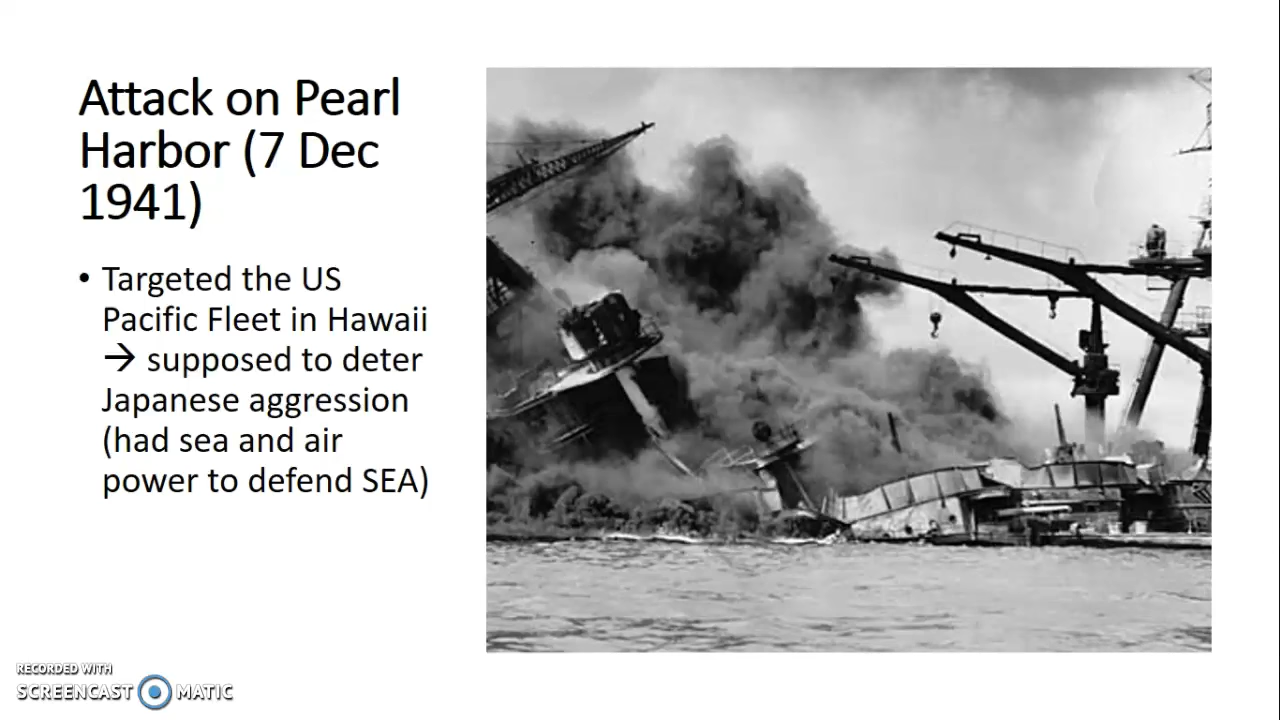 Attack on Pearl
Harbor (7 Dec
1941)
• Targeted the US
Pacific Fleet in Hawaii
→ supposed to deter
Japanese aggression
(had sea and air
power to defend SEA)
RECORDED WITH
SCREENCAST MATIC